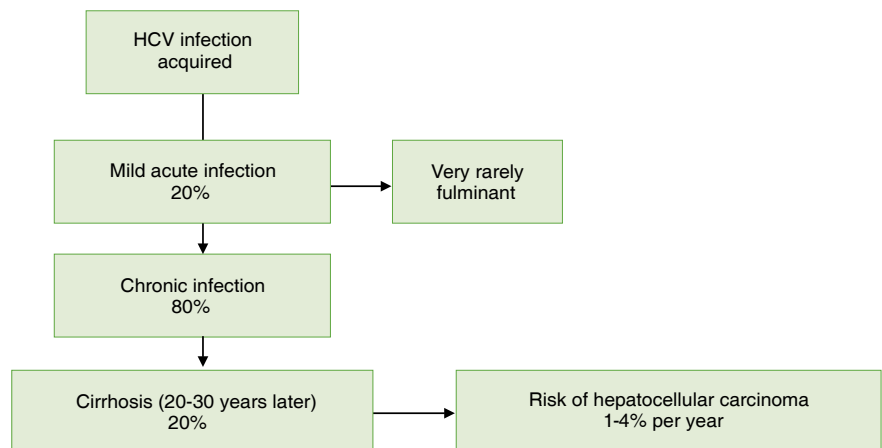 HCV infection
acquired
Mild acute infection
20%
Very rarely
fulminant
Chronic infection
80%
Cirrhosis (20-30 years later)
20%
Risk of hepatocellular carcinoma
1-4% per year